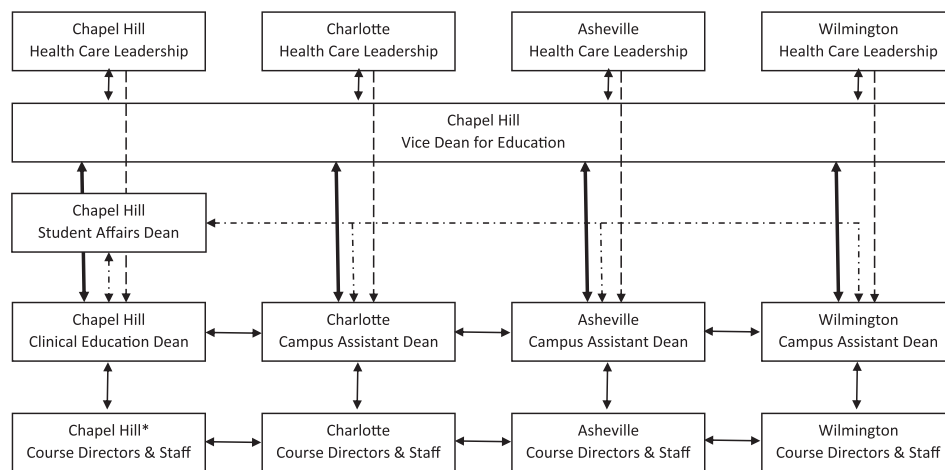 Chapel Hill
Health Care Leadership
Charlotte
Health Care Leadership
Asheville
Health Care Leadership
Wilmington
Health Care Leadership
Chapel Hill
Vice Dean for Education
Chapel Hill
Student Affairs Dean
Chapel Hill
Clinical Education Dean
Charlotte
Campus Assistant Dean
Asheville
Campus Assistant Dean
Wilmington
Campus Assistant Dean
Chapel Hill*
Course Directors & Staff
Charlotte
Course Directors & Staff
Asheville
Course Directors & Staff
Wilmington
Course Directors & Staff